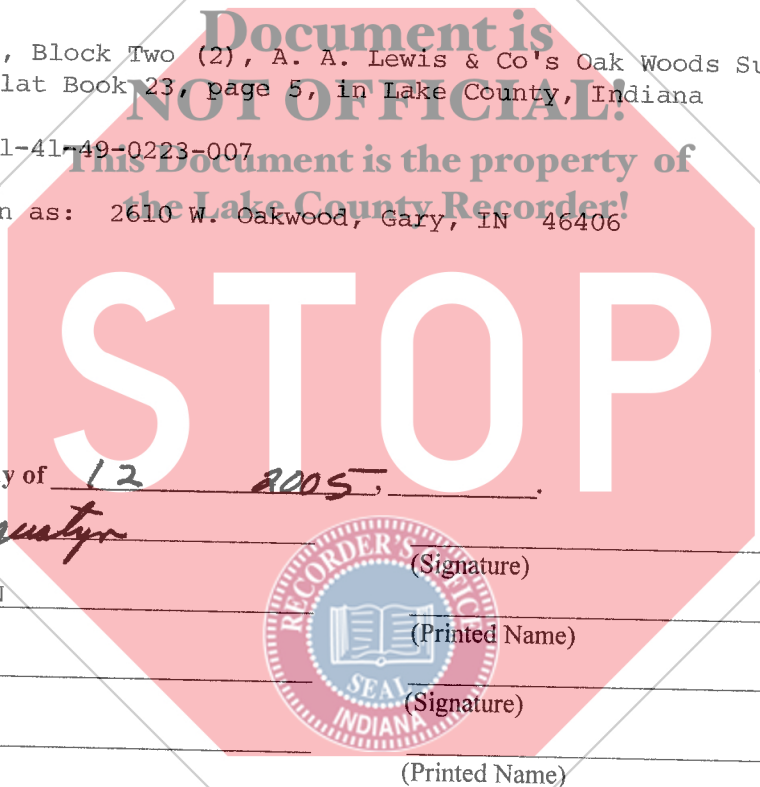 Document is
, Block Two (2), A. A. Lewis & Co's Oak Woods Su
lat Book 23, page 5, in Lake County, Indiana
NOT OFFICIAL!
1-41-49-0223-007
This Document is the property of
the Lake County Recorder!
n as: 2610 W. Oakwood, Gary, IN 46406
STOP
y of 12 2005, .
(Signature)
N
(Printed Name)
(Signature)
(Printed Name)
RECORDER'S OFFICE
SEAL
INDIANA